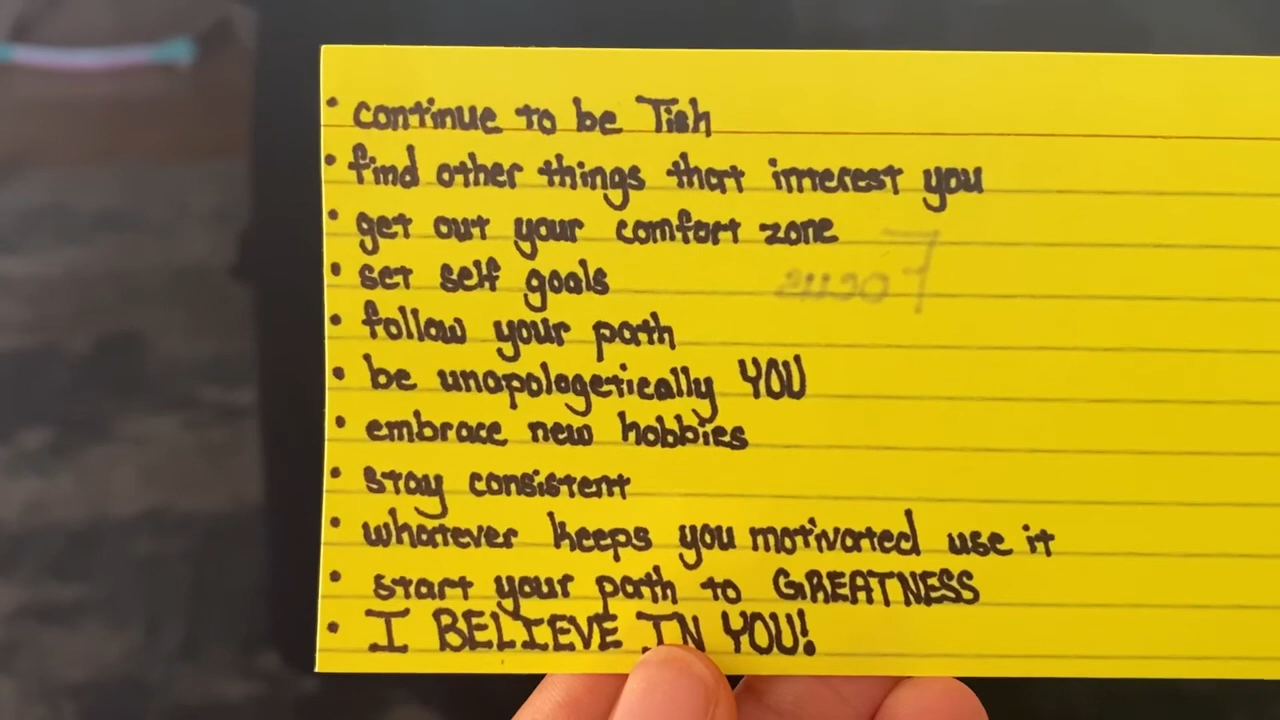 • continue to be Tish
• find other things that interest you
• get out your comfort zone
Focus
• set self goals
• follow your path
• be unapologetically YOU
• embrace new hobbies
• stay consistent
• whatever keeps you motivated use it
• start your path to GREATNESS
• I BELIEVE IN YOU!